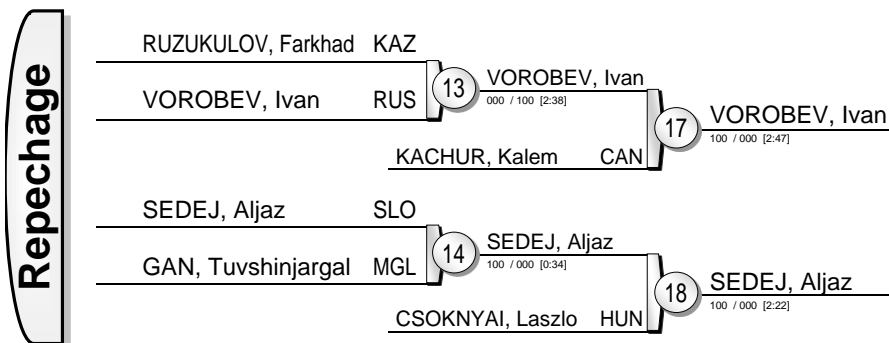 Repechage
RUZUKULOV, Farkhad KAZ
VOROBEV, Ivan RUS
13
VOROBEV, Ivan
000 / 100 [2:38]
KACHUR, Kalem CAN
17
VOROBEV, Ivan
100 / 000 [2:47]
SEDEJ, Aljaz SLO
GAN, Tuvshinjargal MGL
14
SEDEJ, Aljaz
100 / 000 [0:34]
CSOKNYAI, Laszlo HUN
18
SEDEJ, Aljaz
100 / 000 [2:22]